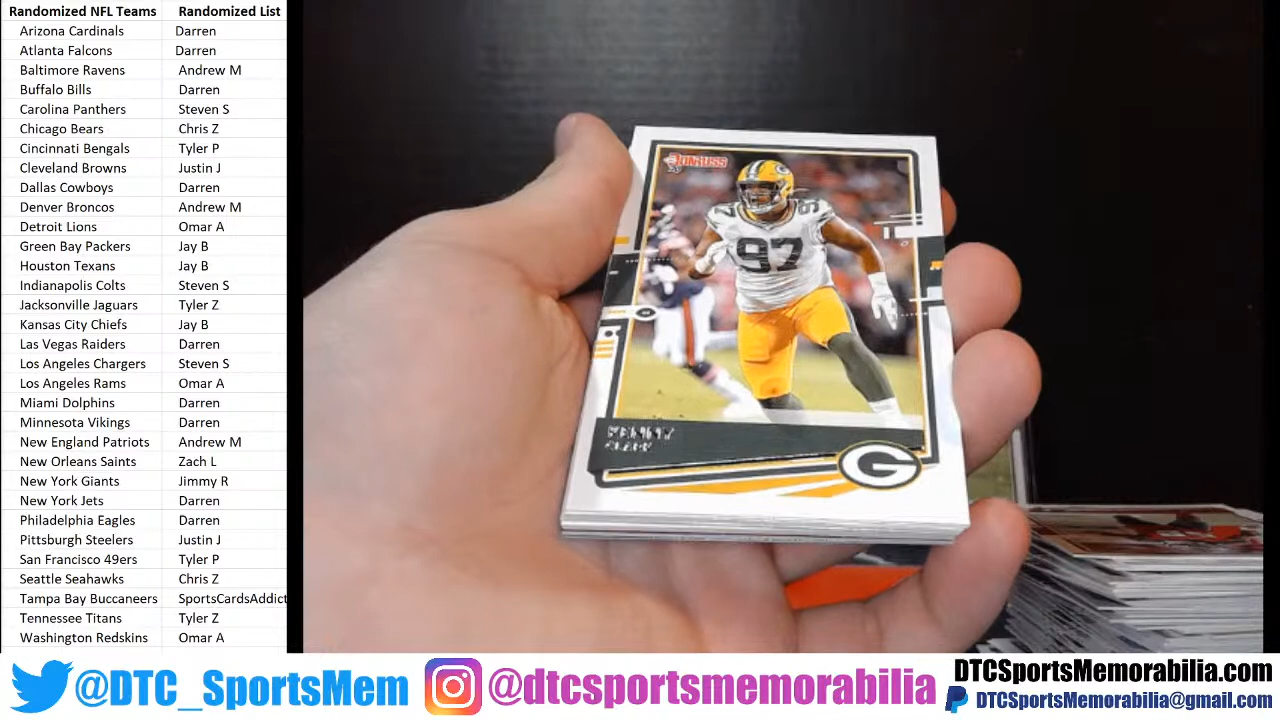 Randomized NFL Teams Randomized List
Arizona Cardinals Darren
Atlanta Falcons Darren
Baltimore Ravens Andrew M
Buffalo Bills Darren
Carolina Panthers Steven S
Chicago Bears Chris Z
Cincinnati Bengals Tyler P
Cleveland Browns Justin J
Dallas Cowboys Darren
Denver Broncos Andrew M
Detroit Lions Omar A
Green Bay Packers Jay B
Houston Texans Jay B
Indianapolis Colts Steven S
Jacksonville Jaguars Tyler Z
Kansas City Chiefs Jay B
Las Vegas Raiders Darren
Los Angeles Chargers Steven S
Los Angeles Rams Omar A
Miami Dolphins Darren
Minnesota Vikings Darren
New England Patriots Andrew M
New Orleans Saints Zach L
New York Giants Jimmy R
New York Jets Darren
Philadelphia Eagles Darren
Pittsburgh Steelers Justin J
San Francisco 49ers Tyler P
Seattle Seahawks Chris Z
Tampa Bay Buccaneers SportsCardsAddict
Tennessee Titans Tyler Z
Washington Redskins Omar A
DONRUSS
97
KENNY
CLARK
G
@DTC_SportsMem
@dtcsportsmemorabilia
DTCSportsMemorabilia.com
DTCSportsMemorabilia@gmail.com